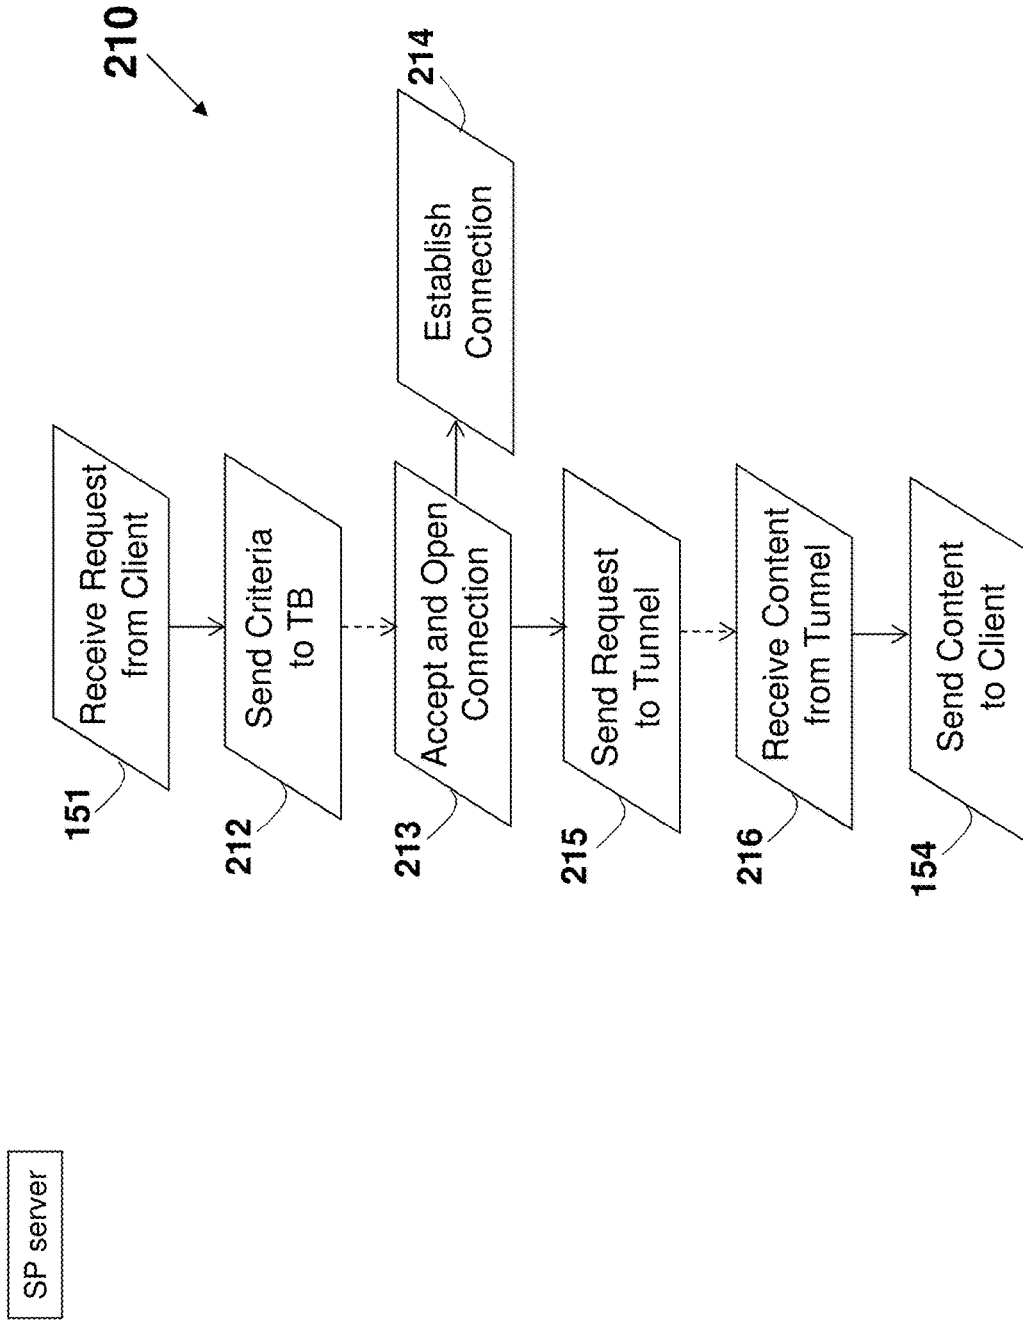 SP server
210
151
Receive Request
from Client
212
Send Criteria
to TB
213
Accept and Open
Connection
214
Establish
Connection
215
Send Request
to Tunnel
216
Receive Content
from Tunnel
154
Send Content
to Client